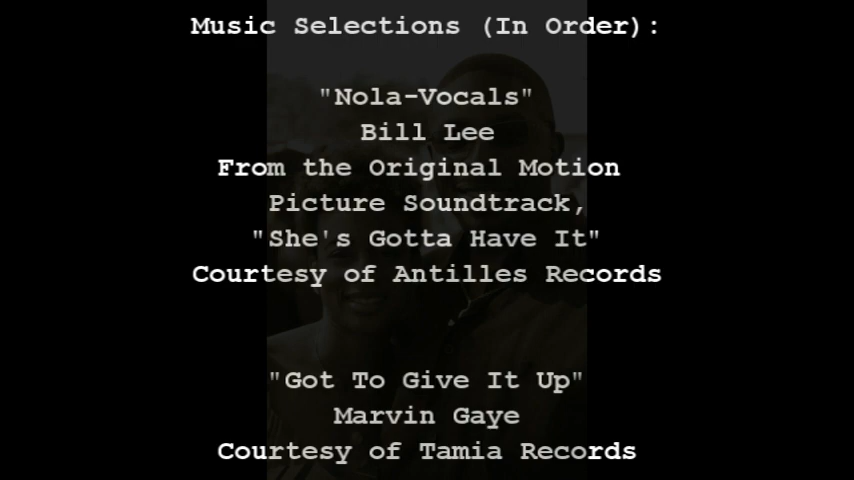 Music Selections (In Order):
"Nola-Vocals"
Bill Lee
From the Original Motion
Picture Soundtrack,
"She's Gotta Have It"
Courtesy of Antilles Records
"Got To Give It Up"
Marvin Gaye
Courtesy of Tamia Records